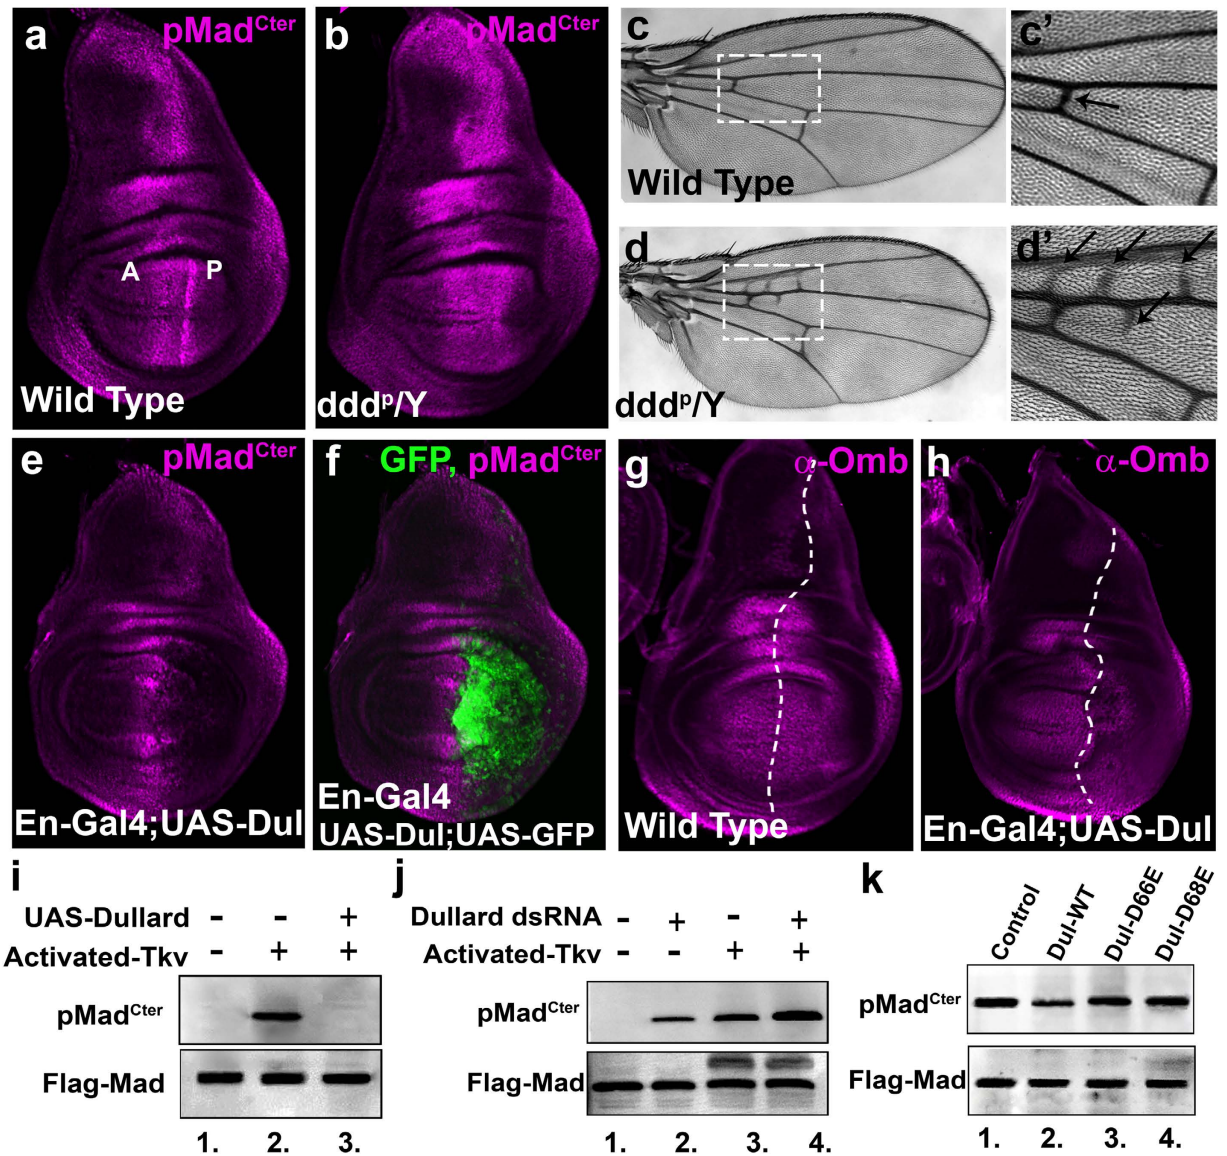 a pMadCter
A P
Wild Type
b pMadCter
dddp/Y
c
Wild Type
c'
d
dddp/Y
d'
e pMadCter
En-Gal4;UAS-Dul
f GFP, pMadCter
En-Gal4
UAS-Dul;UAS-GFP
g α-Omb
Wild Type
h α-Omb
En-Gal4;UAS-Dul
i
UAS-Dullard - - +
Activated-Tkv - + +
pMadCter
Flag-Mad
1. 2. 3.
j
Dullard dsRNA - + - +
Activated-Tkv - - + +
pMadCter
Flag-Mad
1. 2. 3. 4.
k
Control Dul-WT Dul-D66E Dul-D68E
pMadCter
Flag-Mad
1. 2. 3. 4.